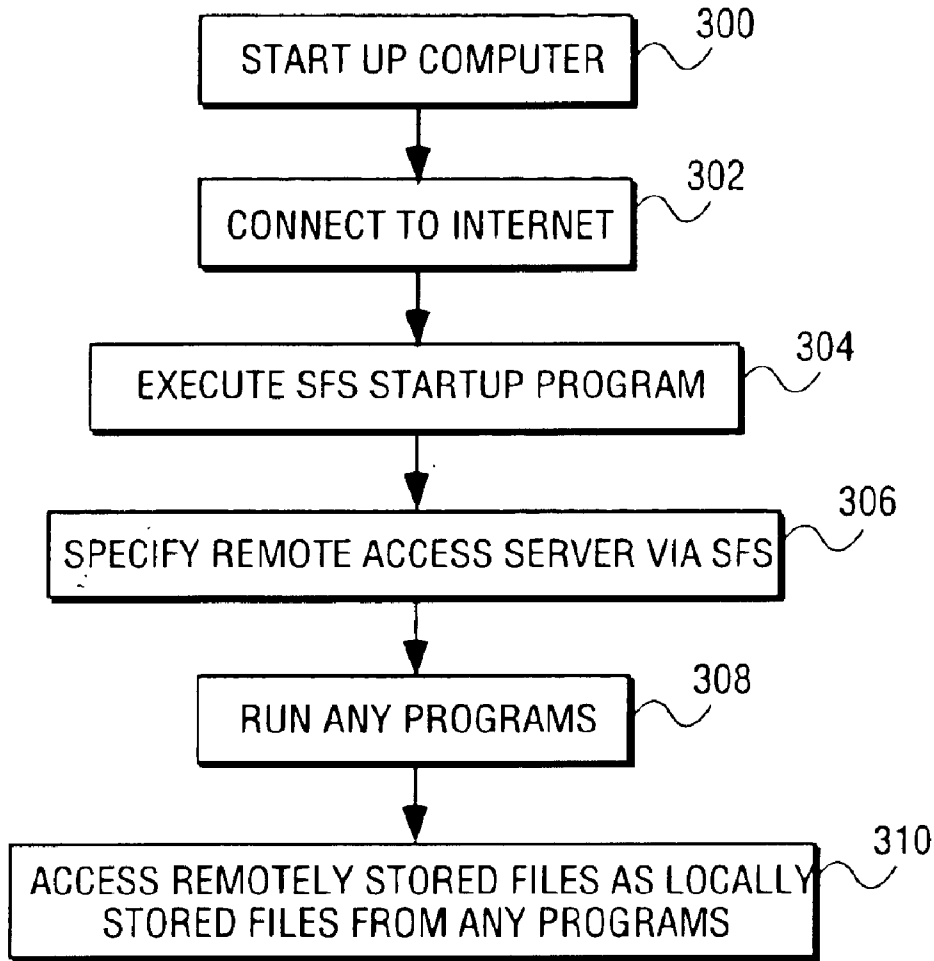 300
START UP COMPUTER
302
CONNECT TO INTERNET
304
EXECUTE SFS STARTUP PROGRAM
306
SPECIFY REMOTE ACCESS SERVER VIA SFS
308
RUN ANY PROGRAMS
310
ACCESS REMOTELY STORED FILES AS LOCALLY
STORED FILES FROM ANY PROGRAMS